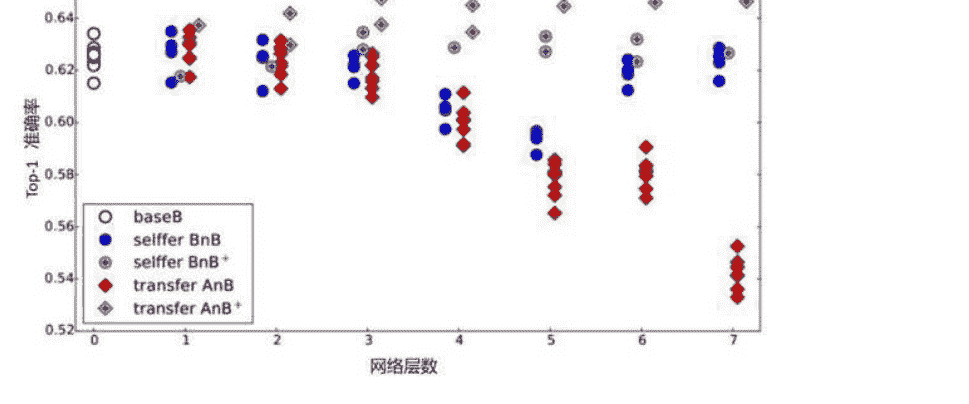 0.64
0.62
0.60
0.58
0.56
0.54
0.52
Top-1 准确率
baseB
selffer BnB
selffer BnB+
transfer AnB
transfer AnB+
0 1 2 3 4 5 6 7
网络层数